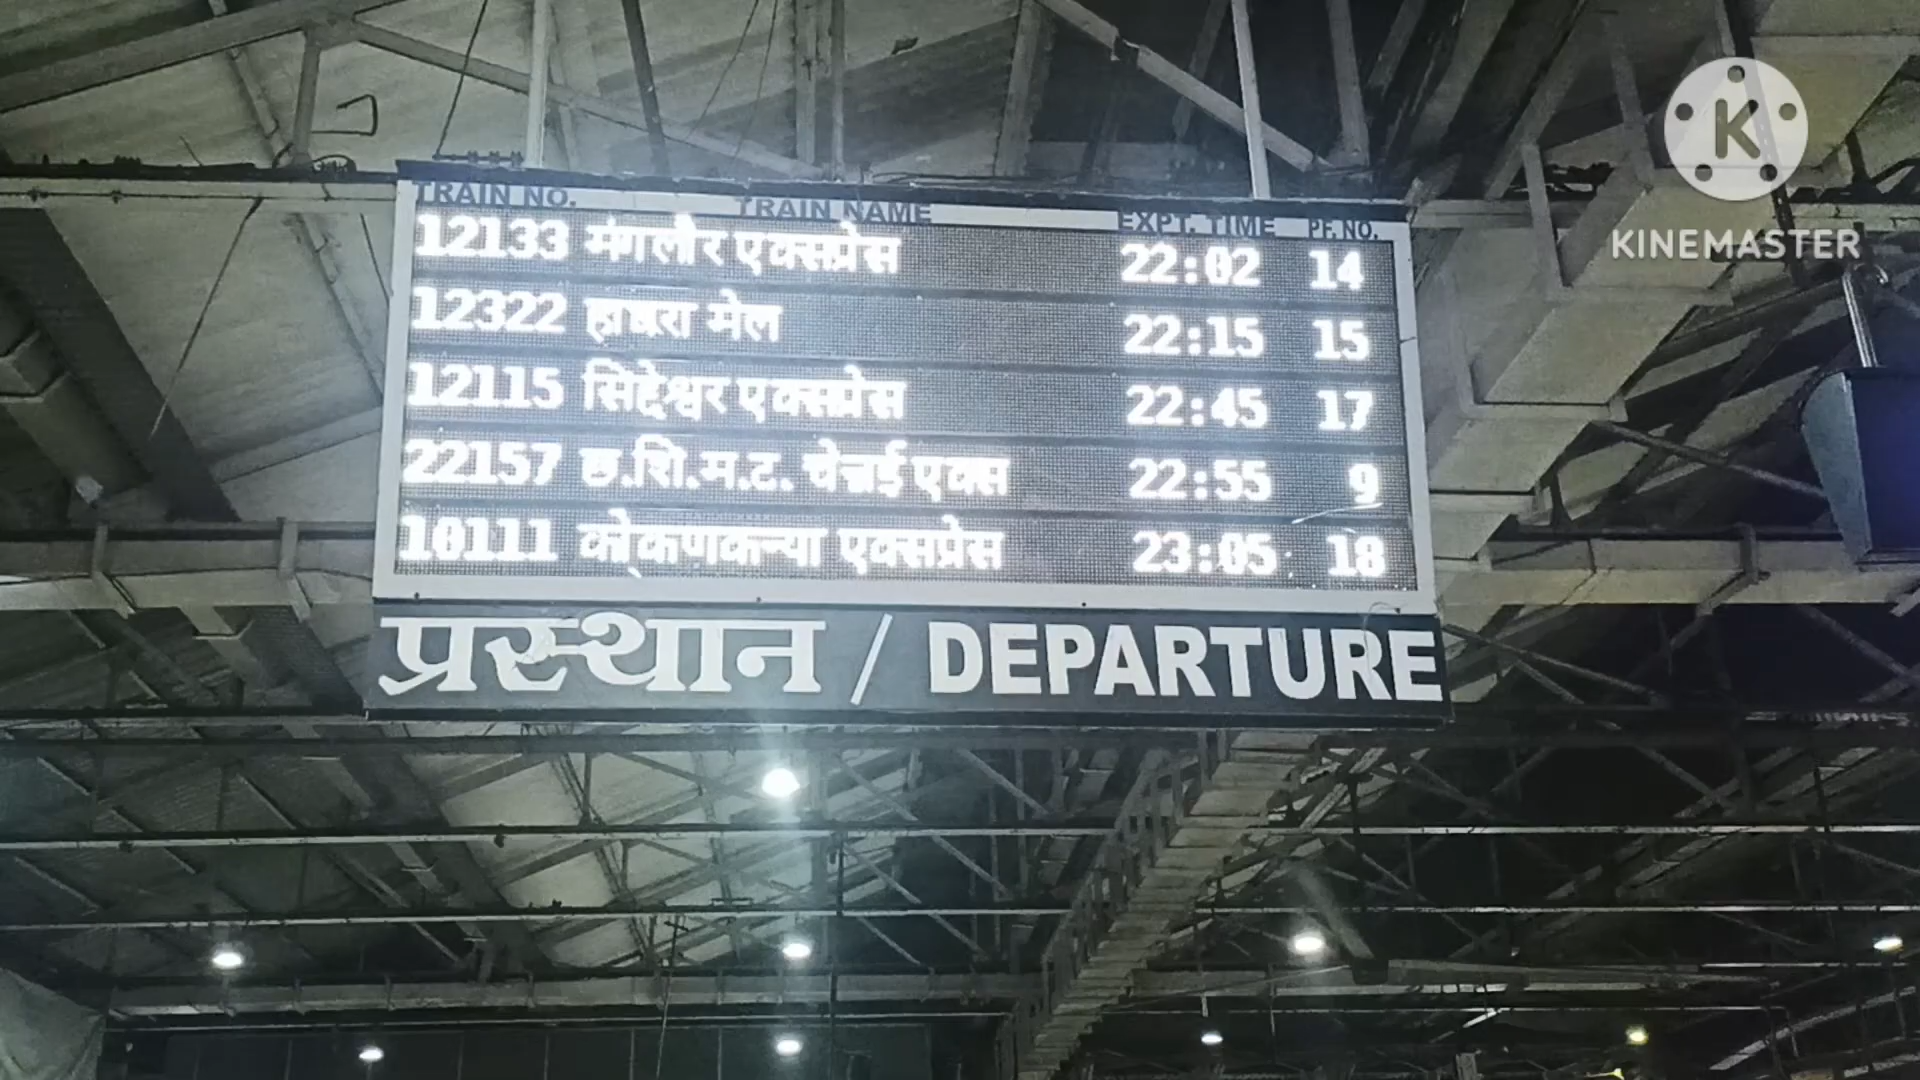 TRAIN NO. TRAIN NAME EXPT. TIME PF. NO.
12133 मंगलौर एक्सप्रेस 22:02 14
12322 हावरा मेल 22:15 15
12115 सिद्देश्वर एक्सप्रेस 22:45 17
22157 छ.शि.म.ट. चेन्नई एक्स 22:55 9
10111 कोकणकन्या एक्सप्रेस 23:05 18
प्रस्थान / DEPARTURE
K
KINEMASTER